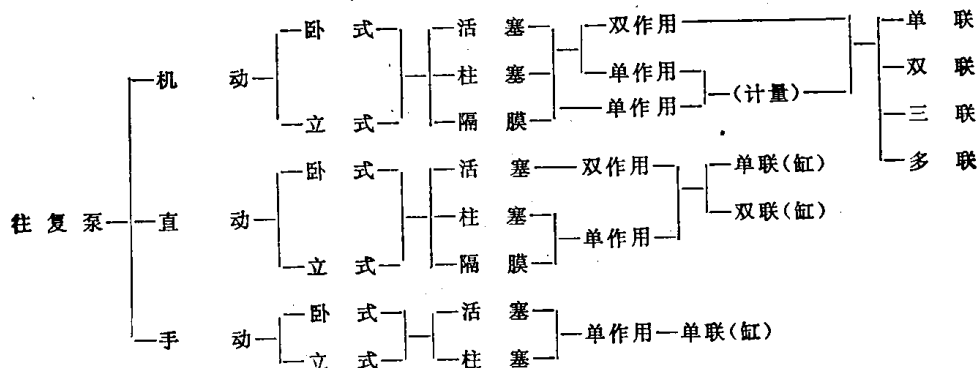 卧式 活塞 双作用 单联
机动 柱塞 单作用 (计量) 双联
立式 隔膜 单作用 三联
多联
卧式 活塞 双作用 单联(缸)
往复泵 直动 柱塞 单作用 双联(缸)
立式 隔膜
手动 卧式 活塞 单作用 单联(缸)
立式 柱塞